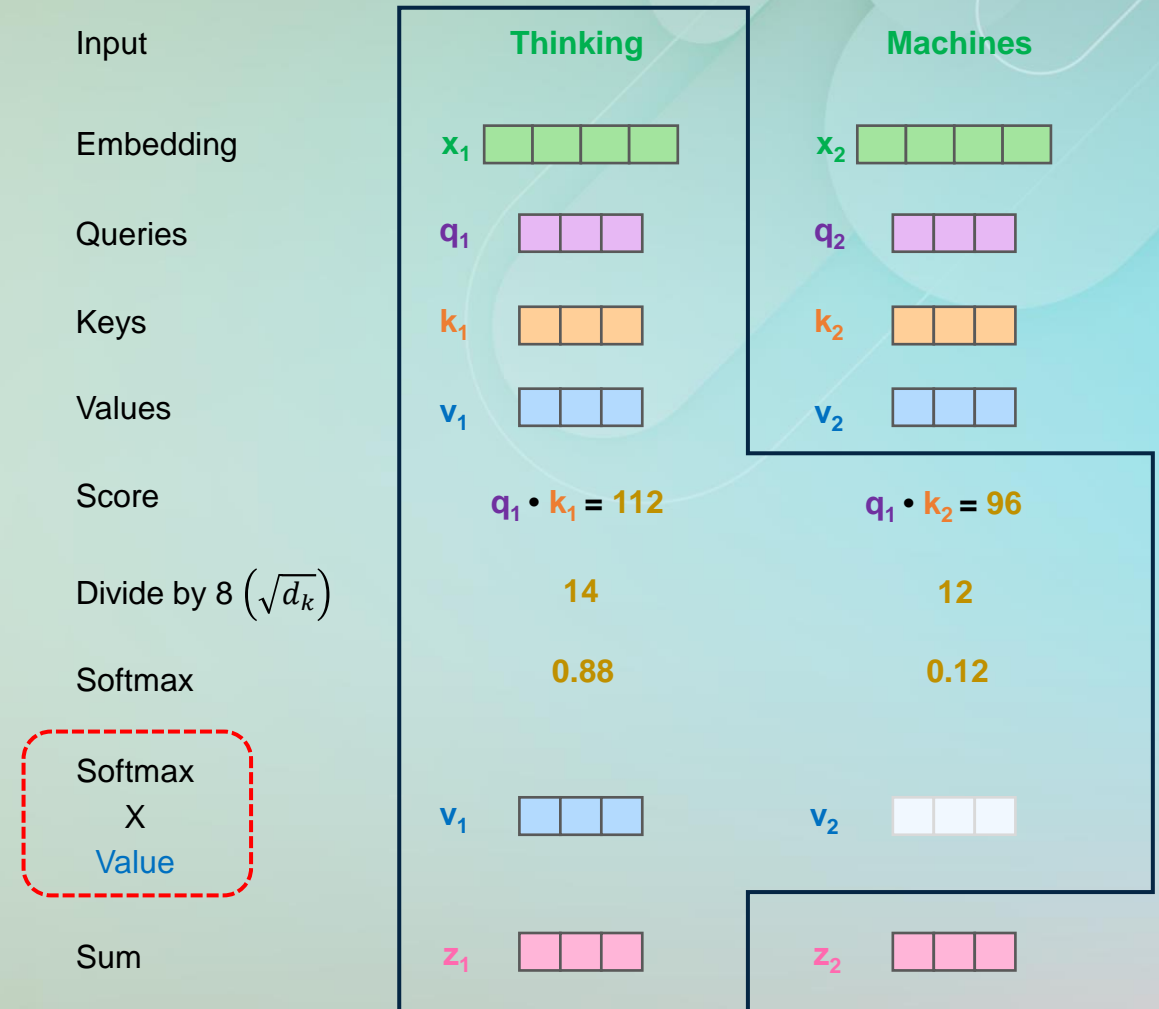 Input Thinking Machines
Embedding x₁ x₂
Queries q₁ q₂
Keys k₁ k₂
Values v₁ v₂
Score q₁ • k₁ = 112 q₁ • k₂ = 96
Divide by 8 (√d_k) 14 12
Softmax 0.88 0.12
Softmax
X v₁ v₂
Value
Sum z₁ z₂